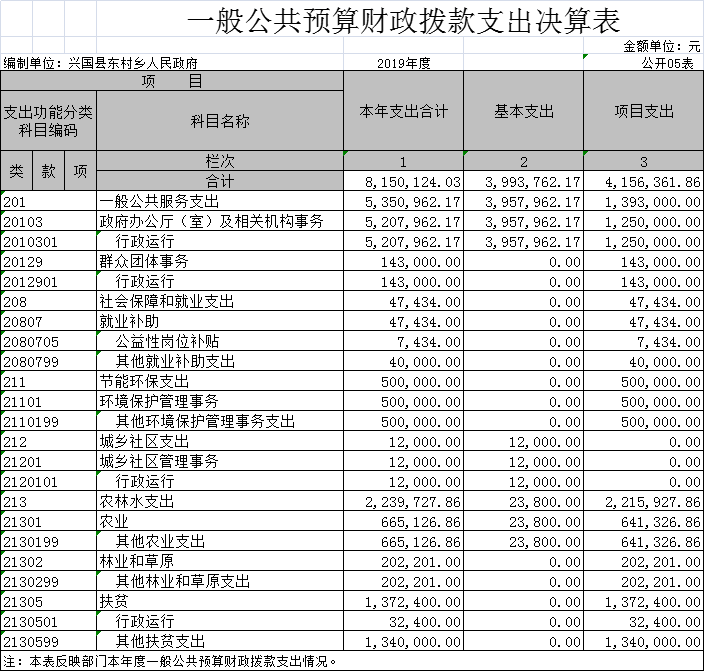 一般公共预算财政拨款支出决算表
金额单位：元
编制单位：兴国县东村乡人民政府 2019年度 公开05表
项 目 本年支出合计 基本支出 项目支出
支出功能分类科目编码 科目名称
类 款 项 栏次 1 2 3
合计 8,150,124.03 3,993,762.17 4,156,361.86
201 一般公共服务支出 5,350,962.17 3,957,962.17 1,393,000.00
20103 政府办公厅（室）及相关机构事务 5,207,962.17 3,957,962.17 1,250,000.00
2010301 行政运行 5,207,962.17 3,957,962.17 1,250,000.00
20129 群众团体事务 143,000.00 0.00 143,000.00
2012901 行政运行 143,000.00 0.00 143,000.00
208 社会保障和就业支出 47,434.00 0.00 47,434.00
20807 就业补助 47,434.00 0.00 47,434.00
2080705 公益性岗位补贴 7,434.00 0.00 7,434.00
2080799 其他就业补助支出 40,000.00 0.00 40,000.00
211 节能环保支出 500,000.00 0.00 500,000.00
21101 环境保护管理事务 500,000.00 0.00 500,000.00
2110199 其他环境保护管理事务支出 500,000.00 0.00 500,000.00
212 城乡社区支出 12,000.00 12,000.00 0.00
21201 城乡社区管理事务 12,000.00 12,000.00 0.00
2120101 行政运行 12,000.00 12,000.00 0.00
213 农林水支出 2,239,727.86 23,800.00 2,215,927.86
21301 农业 665,126.86 23,800.00 641,326.86
2130199 其他农业支出 665,126.86 23,800.00 641,326.86
21302 林业和草原 202,201.00 0.00 202,201.00
2130299 其他林业和草原支出 202,201.00 0.00 202,201.00
21305 扶贫 1,372,400.00 0.00 1,372,400.00
2130501 行政运行 32,400.00 0.00 32,400.00
2130599 其他扶贫支出 1,340,000.00 0.00 1,340,000.00
注：本表反映部门本年度一般公共预算财政拨款支出情况。